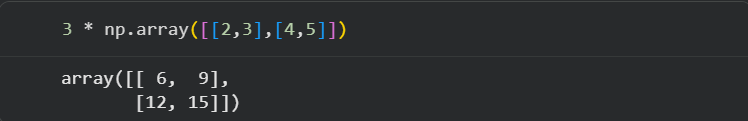 3 * np.array([[2,3],[4,5]])
array([[ 6,  9],
       [12, 15]])